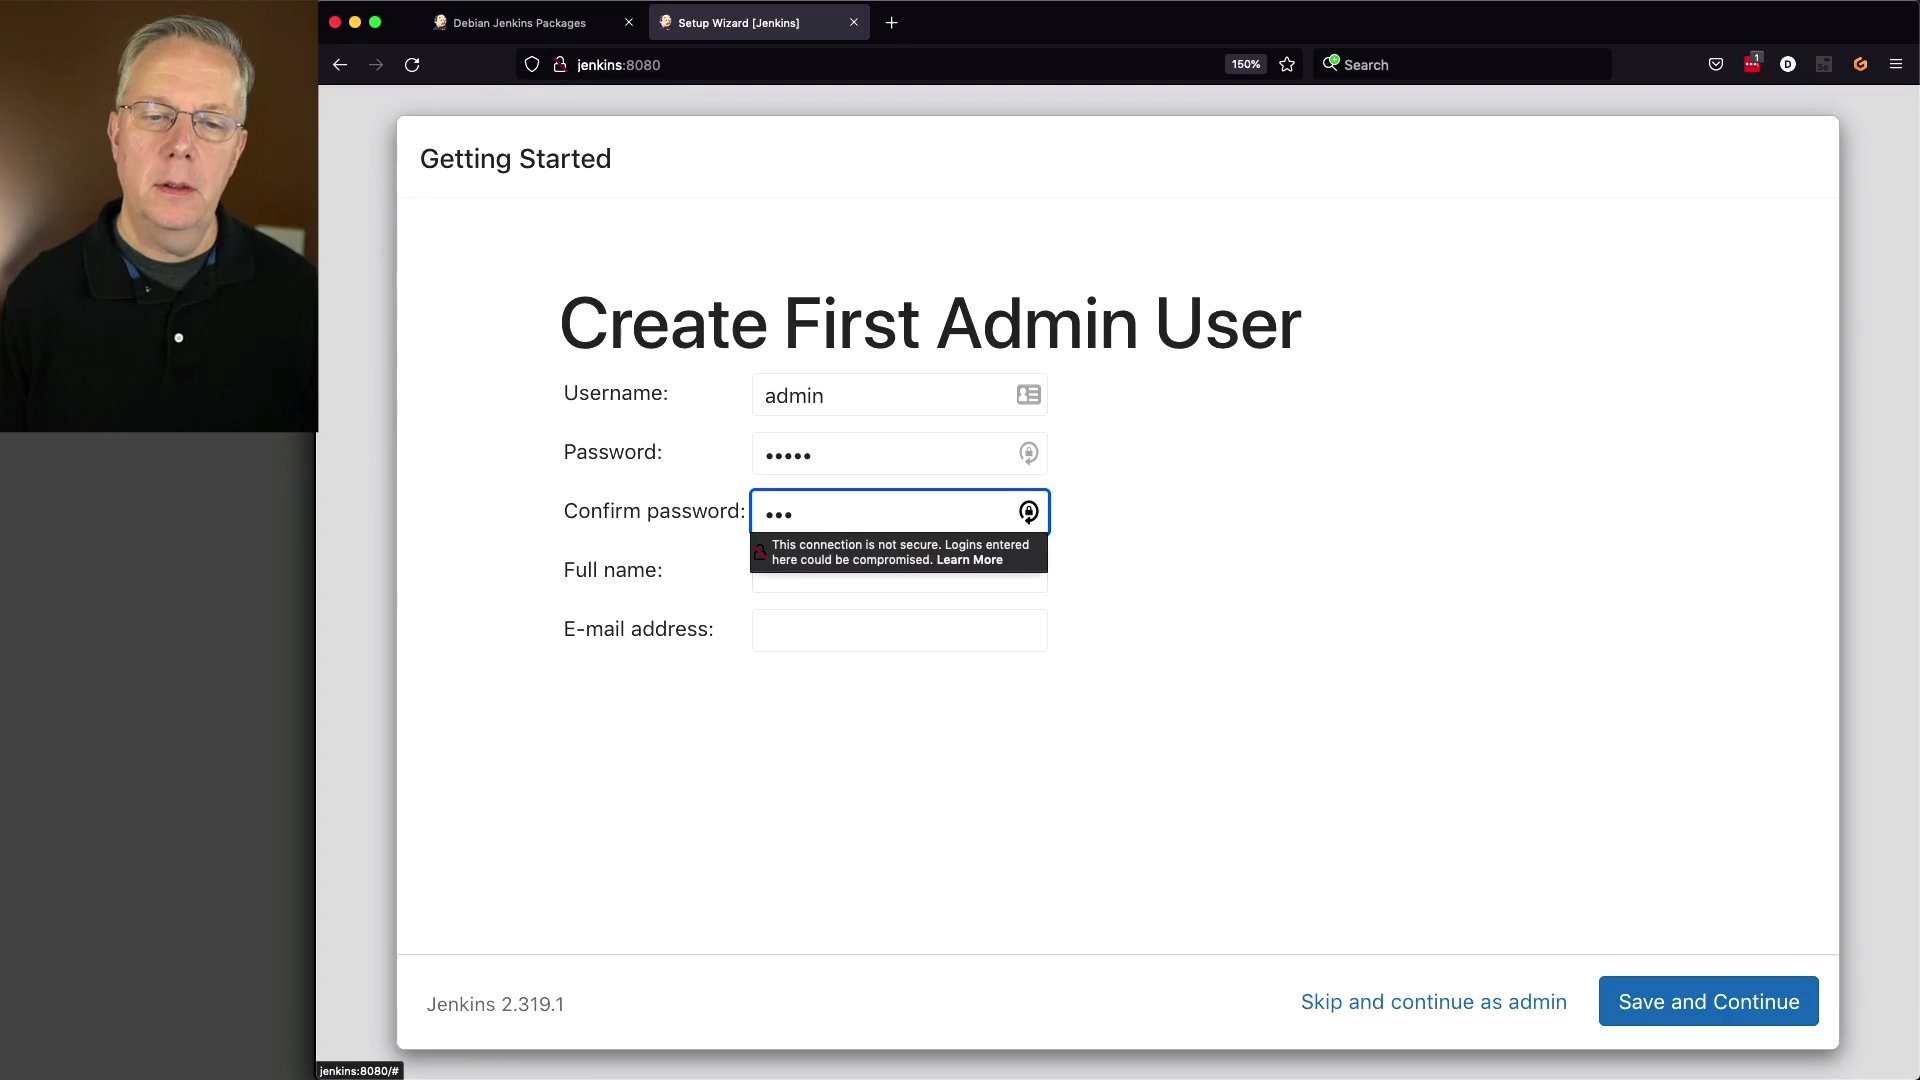 Debian Jenkins Packages
Setup Wizard [Jenkins]
jenkins:8080
150%
Search
1
Getting Started
Create First Admin User
Username:
admin
Password:
•••••
Confirm password:
•••
This connection is not secure. Logins entered
here could be compromised. Learn More
Full name:
E-mail address:
Jenkins 2.319.1
Skip and continue as admin
Save and Continue
jenkins:8080/#